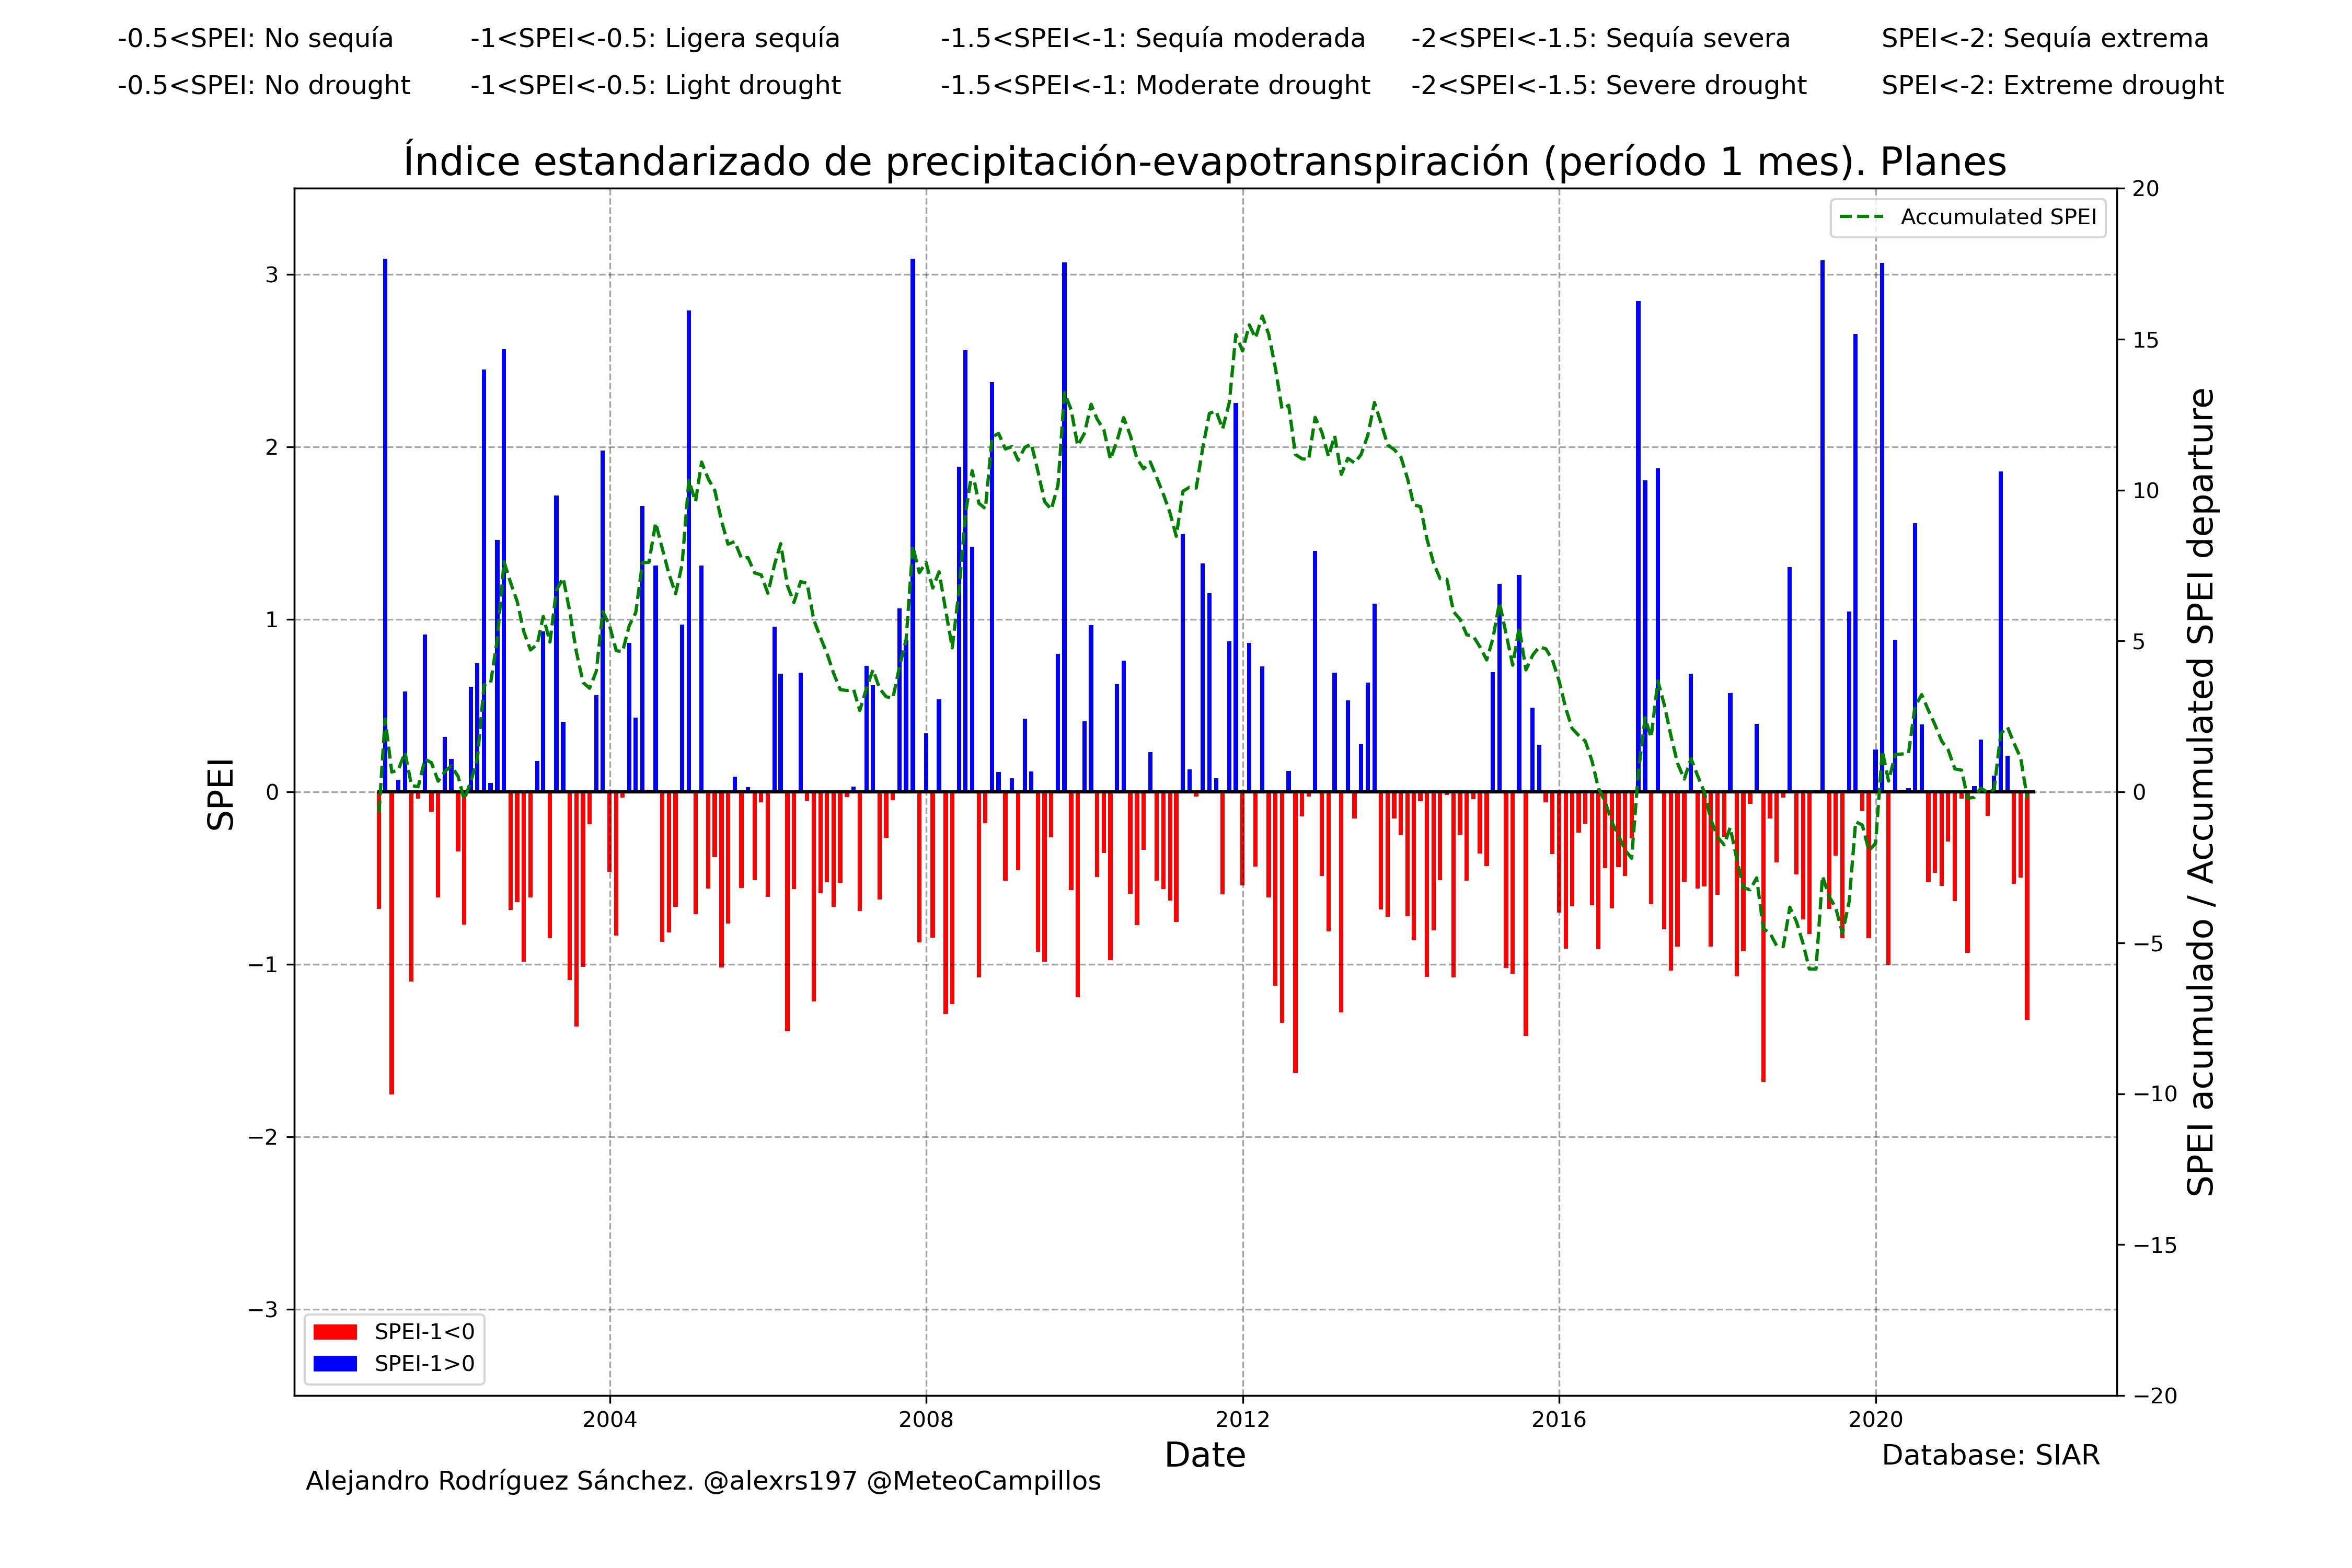 -0.5<SPEI: No sequía -1<SPEI<-0.5: Ligera sequía -1.5<SPEI<-1: Sequía moderada -2<SPEI<-1.5: Sequía severa SPEI<-2: Sequía extrema
-0.5<SPEI: No drought -1<SPEI<-0.5: Light drought -1.5<SPEI<-1: Moderate drought -2<SPEI<-1.5: Severe drought SPEI<-2: Extreme drought
Índice estandarizado de precipitación-evapotranspiración (período 1 mes). Planes
Accumulated SPEI
SPEI
3
2
1
0
−1
−2
−3
20
15
10
5
0
−5
−10
−15
−20
SPEI acumulado / Accumulated SPEI departure
SPEI-1<0
SPEI-1>0
2004 2008 2012 2016 2020
Date
Database: SIAR
Alejandro Rodríguez Sánchez. @alexrs197 @MeteoCampillos